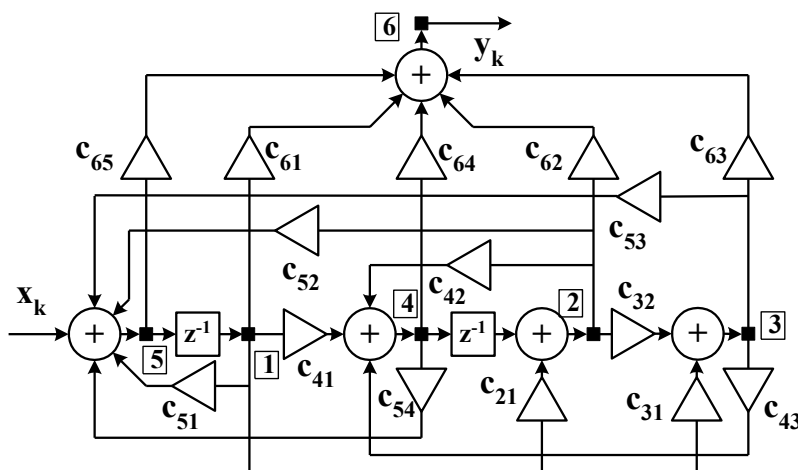 6
y_k
+
c_65
c_61
c_64
c_62
c_63
c_53
c_52
c_42
x_k
4
2
c_32
3
+
z^-1
+
z^-1
+
+
5
1
c_41
c_54
c_21
c_31
c_43
c_51